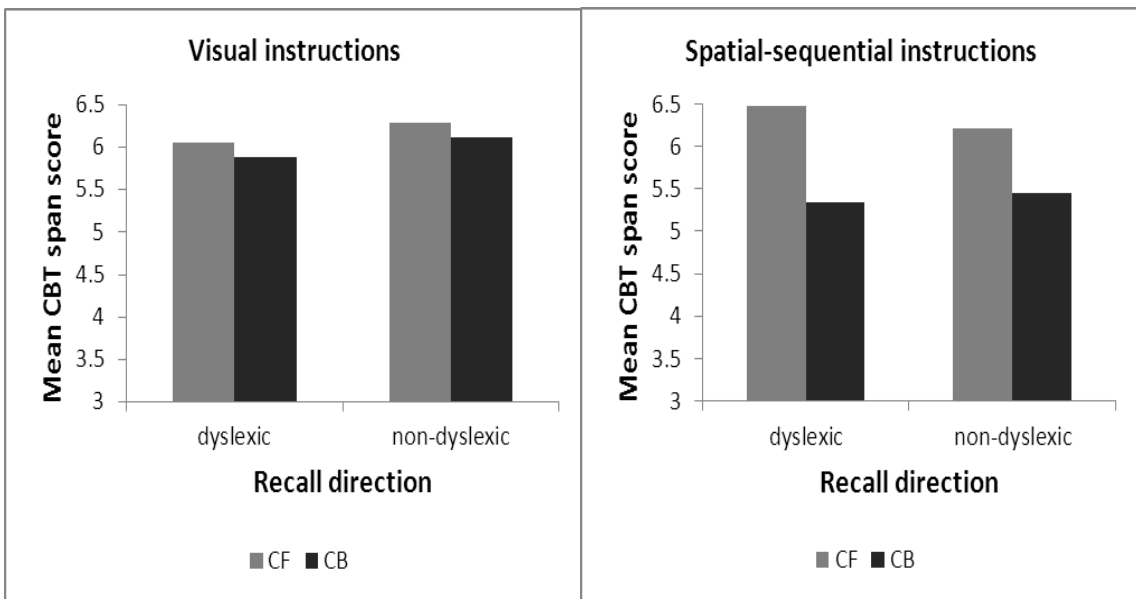 Visual instructions
Mean CBT span score
6.5
6
5.5
5
4.5
4
3.5
3
dyslexic non-dyslexic
Recall direction
CF CB
Spatial-sequential instructions
Mean CBT span score
6.5
6
5.5
5
4.5
4
3.5
3
dyslexic non-dyslexic
Recall direction
CF CB